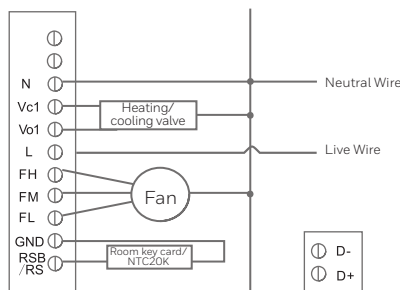 N
Neutral Wire
Vc1
Heating/
cooling valve
Vo1
L
Live Wire
FH
FM
Fan
FL
GND
RSB
/RS
Room key card/
NTC20K
D-
D+